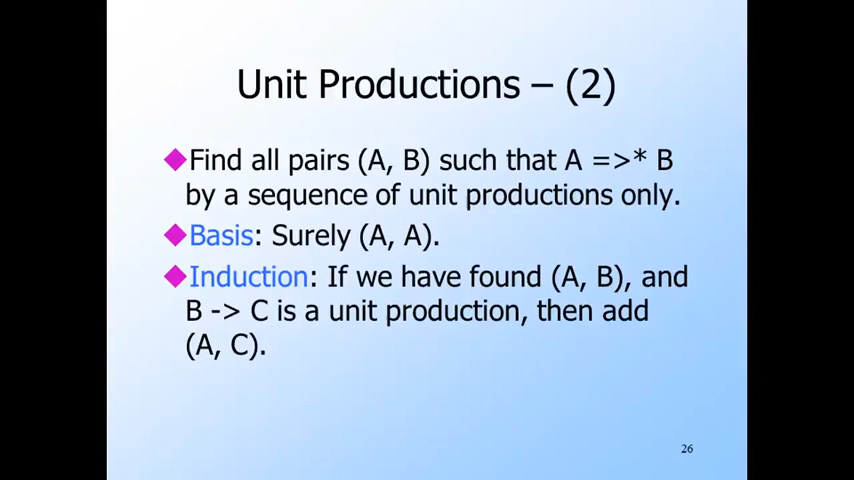 Unit Productions – (2)
Find all pairs (A, B) such that A =>* B
by a sequence of unit productions only.
Basis: Surely (A, A).
Induction: If we have found (A, B), and
B -> C is a unit production, then add
(A, C).
26